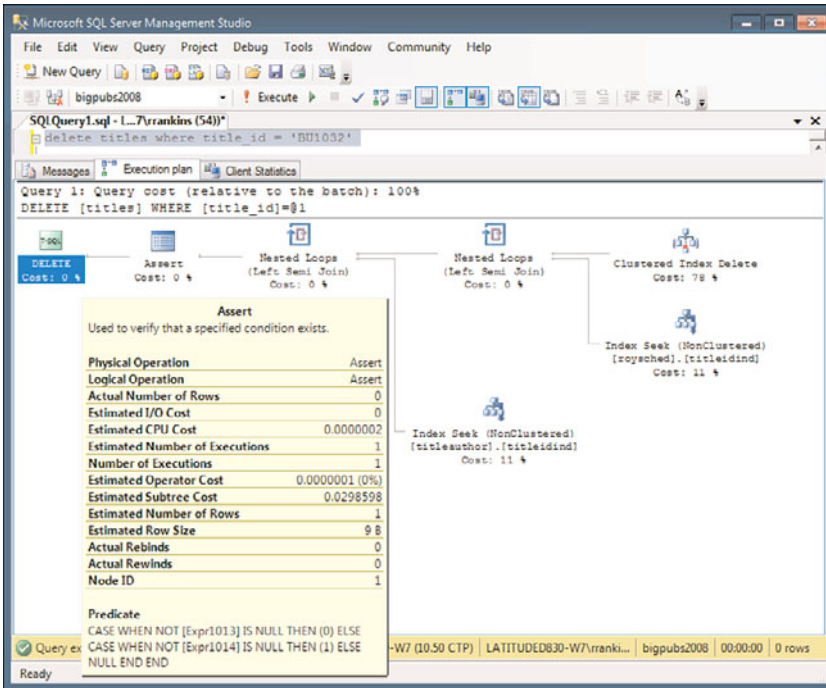 Microsoft SQL Server Management Studio
File Edit View Query Project Debug Tools Window Community Help
New Query
bigpubs2008 Execute
SQLQuery1.sql - L...7\rrankins (54))*
delete titles where title_id = 'BU1032'
Messages Execution plan Client Statistics
Query 1: Query cost (relative to the batch): 100%
DELETE [titles] WHERE [title_id]=@1
T-SQL
DELETE
Cost: 0 %
Assert
Cost: 0 %
Nested Loops
(Left Semi Join)
Cost: 0 %
Nested Loops
(Left Semi Join)
Cost: 0 %
Clustered Index Delete
Cost: 78 %
Index Seek (NonClustered)
[roysched].[titleidind]
Cost: 11 %
Index Seek (NonClustered)
[titleauthor].[titleidind]
Cost: 11 %
Assert
Used to verify that a specified condition exists.
Physical Operation Assert
Logical Operation Assert
Actual Number of Rows 0
Estimated I/O Cost 0
Estimated CPU Cost 0.0000002
Estimated Number of Executions 1
Number of Executions 1
Estimated Operator Cost 0.0000001 (0%)
Estimated Subtree Cost 0.0298598
Estimated Number of Rows 1
Estimated Row Size 9 B
Actual Rebinds 0
Actual Rewinds 0
Node ID 1
Predicate
CASE WHEN NOT [Expr1013] IS NULL THEN (0) ELSE
CASE WHEN NOT [Expr1014] IS NULL THEN (1) ELSE
NULL END END
Query ex -W7 (10.50 CTP) LATITUDED830-W7\rranki... bigpubs2008 00:00:00 0 rows
Ready